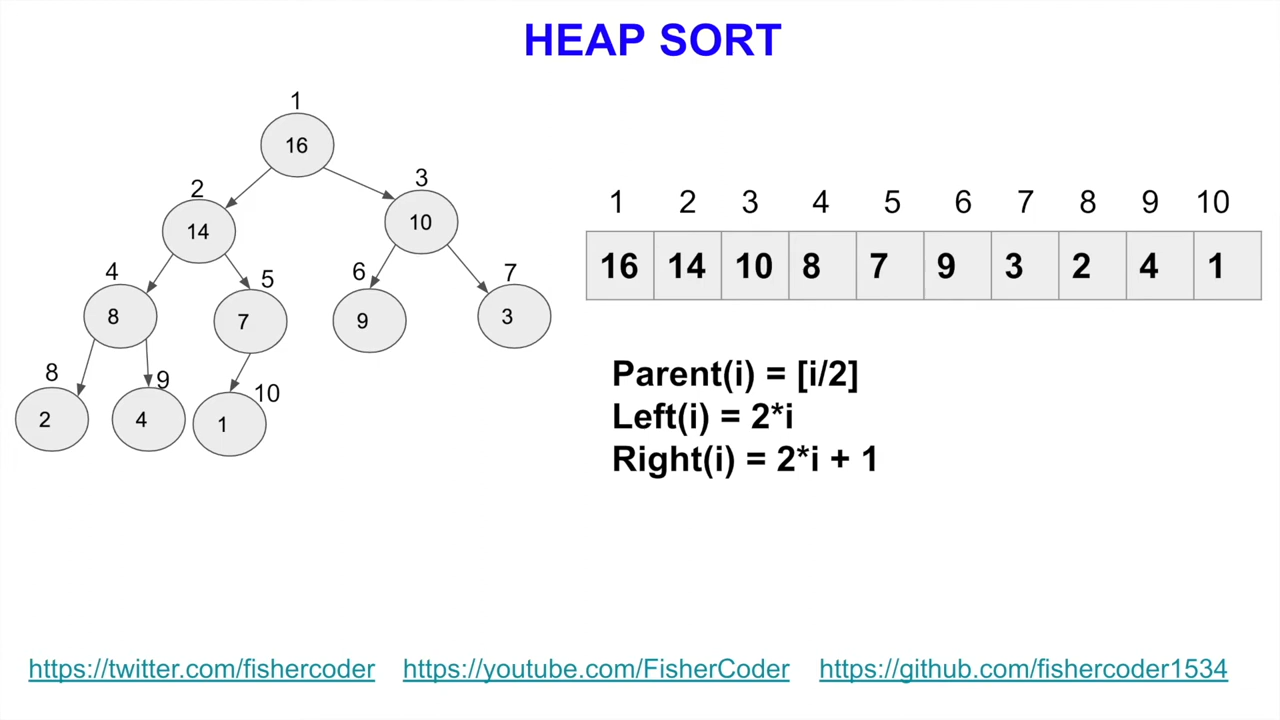 HEAP SORT
1
16
2
3
14
10
4
5
6
7
8
7
9
3
8
9
10
2
4
1
1 2 3 4 5 6 7 8 9 10
16 14 10 8 7 9 3 2 4 1
Parent(i) = [i/2]
Left(i) = 2*i
Right(i) = 2*i + 1
https://twitter.com/fishercoder https://youtube.com/FisherCoder https://github.com/fishercoder1534